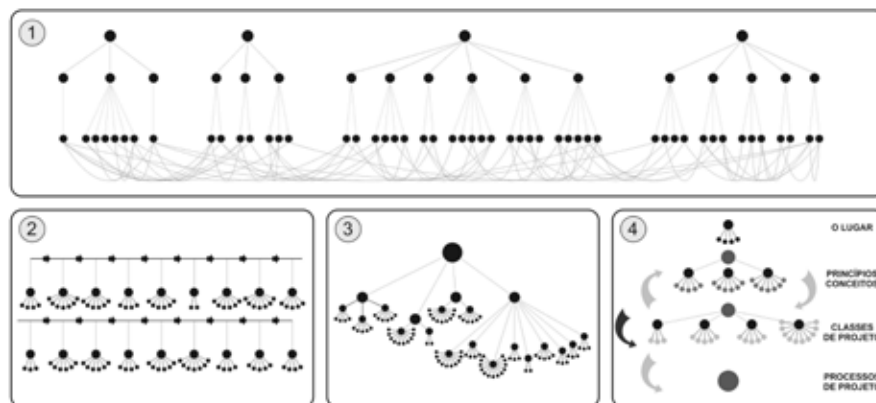 1
2
3
4
O LUGAR
PRINCÍPIOS
CONCEITOS
CLASSES
DE PROJETO
PROCESSOS
DE PROJETO